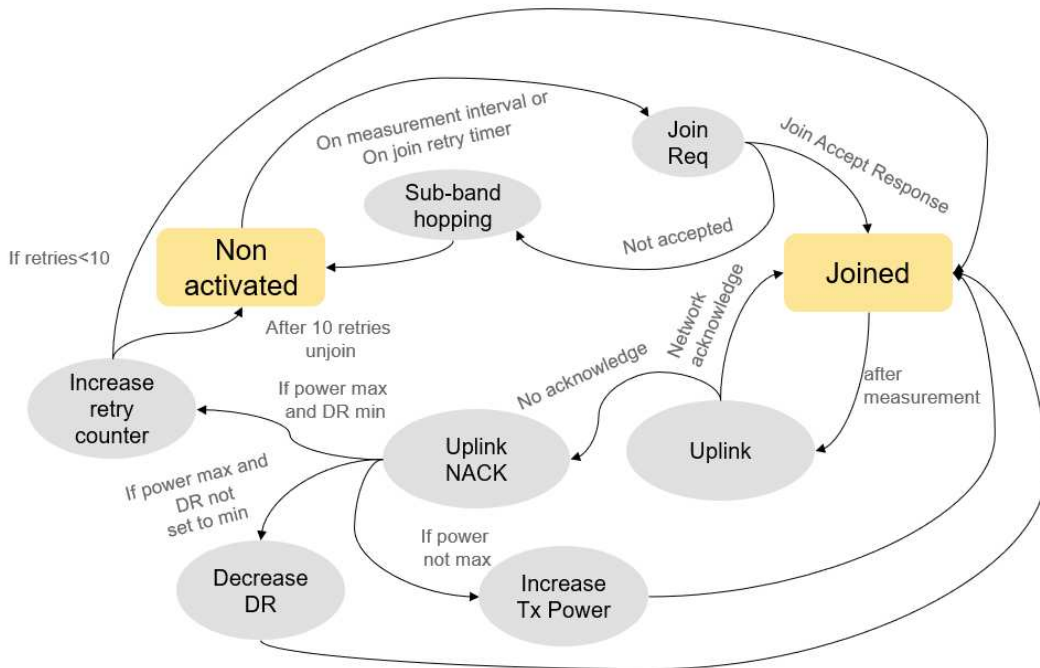 On measurement interval or
On join retry timer
Join
Req
Join Accept Response
Sub-band
hopping
Not accepted
If retries<10
Non
activated
Joined
After 10 retries
unjoin
Network
acknowledge
Increase
retry
counter
If power max
and DR min
No acknowledge
after
measurement
Uplink
NACK
Uplink
If power max and
DR not
set to min
If power
not max
Decrease
DR
Increase
Tx Power